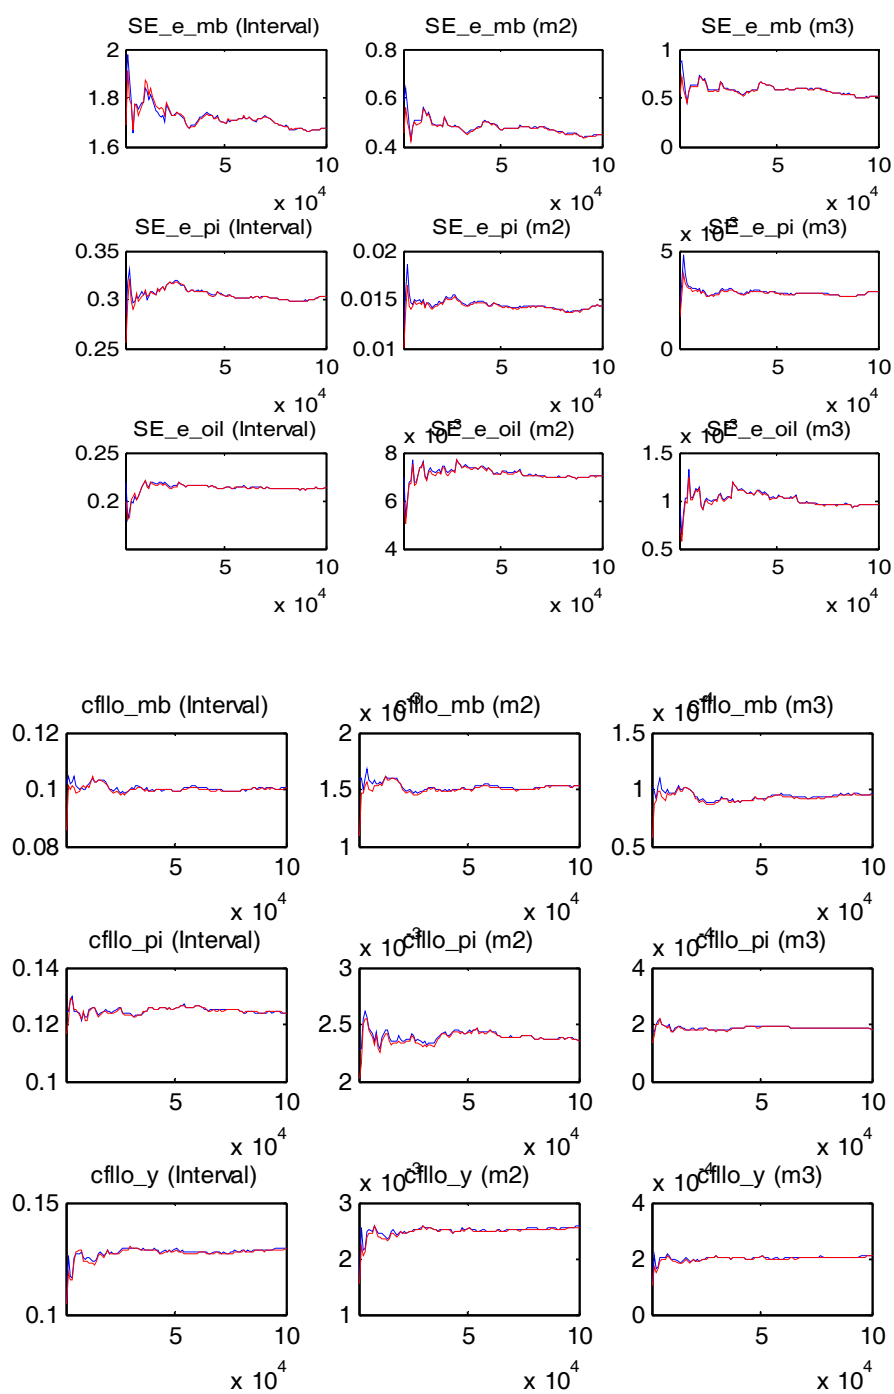 SE_e_mb (Interval) SE_e_mb (m2) SE_e_mb (m3)
2 0.8 1
1.8 0.6 0.5
1.6 0.4 0
5 10 5 10 5 10
x 10^4 x 10^4 x 10^4
SE_e_pi (Interval) SE_e_pi (m2) x 10^-3 SE_e_pi (m3)
0.35 0.02 5
0.3 0.015
0.25 0.01 0
5 10 5 10 5 10
x 10^4 x 10^4 x 10^4
SE_e_oil (Interval) x 10^-3 SE_e_oil (m2) x 10^-3 SE_e_oil (m3)
0.25 8 1.5
0.2 6 1
4 0.5
5 10 5 10 5 10
x 10^4 x 10^4 x 10^4
cfllo_mb (Interval) x 10^-3 cfllo_mb (m2) x 10^-4 cfllo_mb (m3)
0.12 2 1.5
0.1 1.5 1
0.08 1 0.5
5 10 5 10 5 10
x 10^4 x 10^4 x 10^4
cfllo_pi (Interval) x 10^-3 cfllo_pi (m2) x 10^-4 cfllo_pi (m3)
0.14 3 4
0.12 2.5 2
0.1 2 0
5 10 5 10 5 10
x 10^4 x 10^4 x 10^4
cfllo_y (Interval) x 10^-3 cfllo_y (m2) x 10^-4 cfllo_y (m3)
0.15 3 4
2 2
0.1 1 0
5 10 5 10 5 10
x 10^4 x 10^4 x 10^4